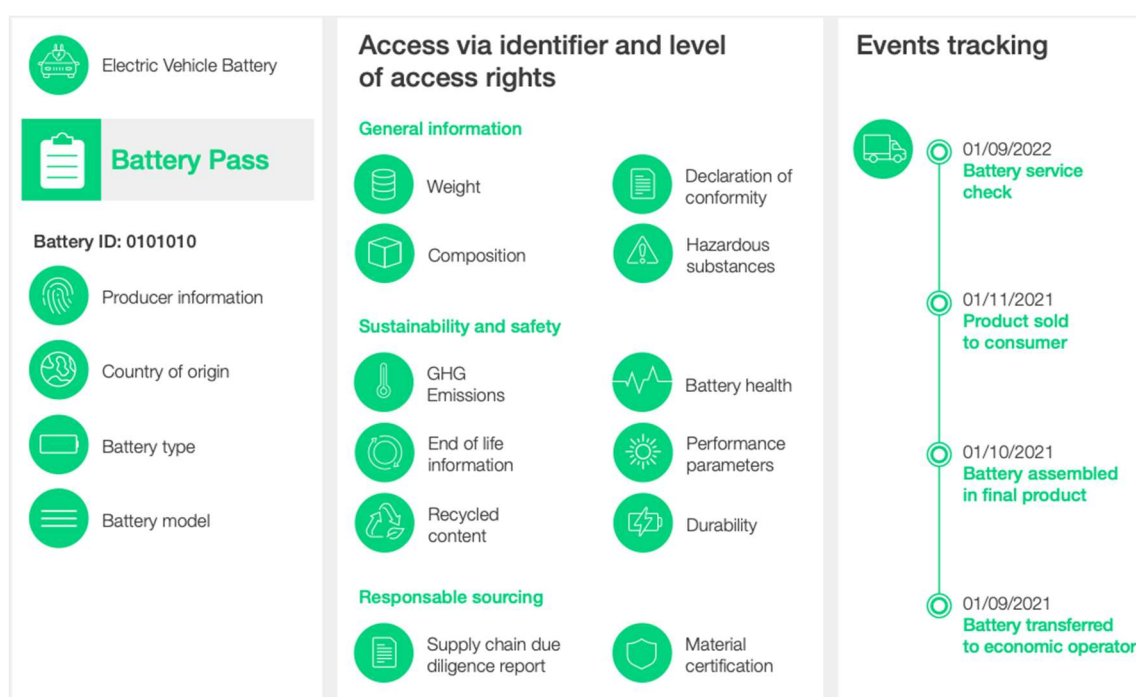 Electric Vehicle Battery
Battery Pass
Battery ID: 0101010
Producer information
Country of origin
Battery type
Battery model
Access via identifier and level
of access rights
General information
Weight
Declaration of
conformity
Composition
Hazardous
substances
Sustainability and safety
GHG
Emissions
Battery health
End of life
information
Performance
parameters
Recycled
content
Durability
Responsable sourcing
Supply chain due
diligence report
Material
certification
Events tracking
01/09/2022
Battery service
check
01/11/2021
Product sold
to consumer
01/10/2021
Battery assembled
in final product
01/09/2021
Battery transferred
to economic operator